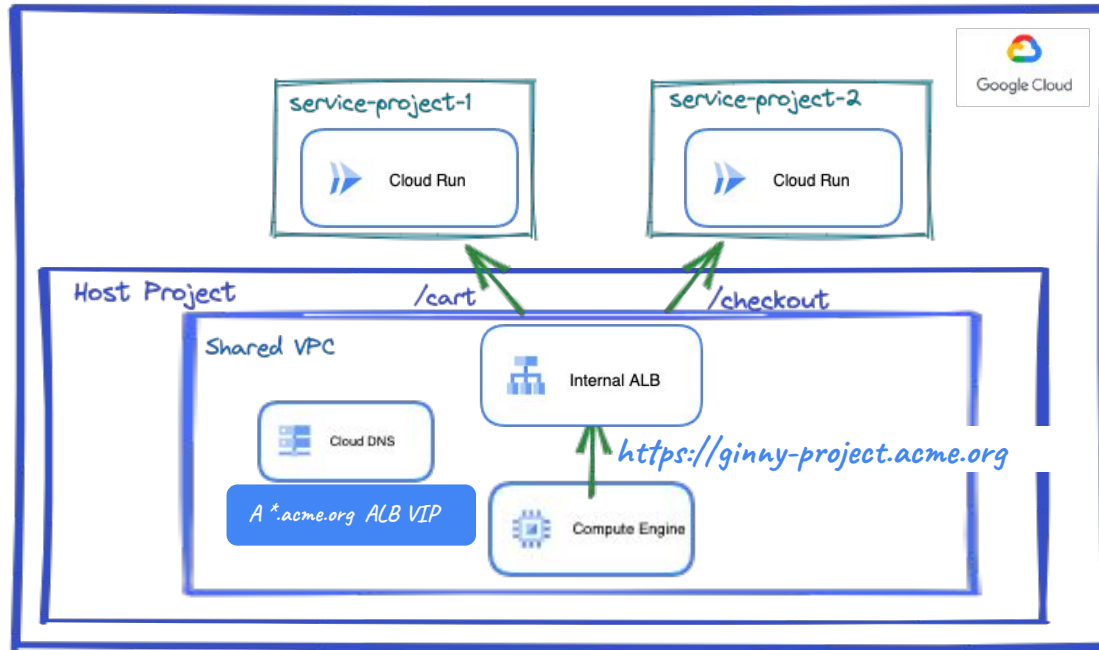 Google Cloud
service-project-1
service-project-2
Cloud Run
Cloud Run
Host Project
/cart
/checkout
Shared VPC
Internal ALB
Cloud DNS
https://ginny-project.acme.org
A *.acme.org ALB VIP
Compute Engine